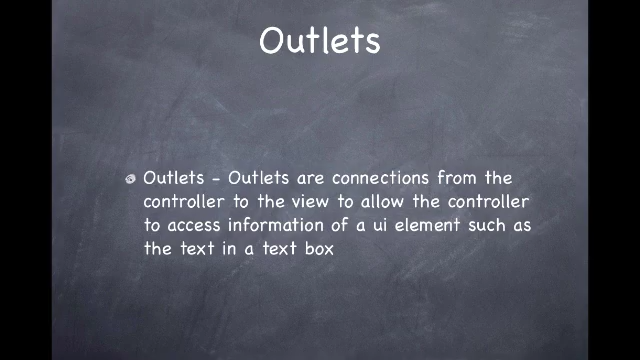 Outlets
Outlets - Outlets are connections from the
controller to the view to allow the controller
to access information of a ui element such as
the text in a text box